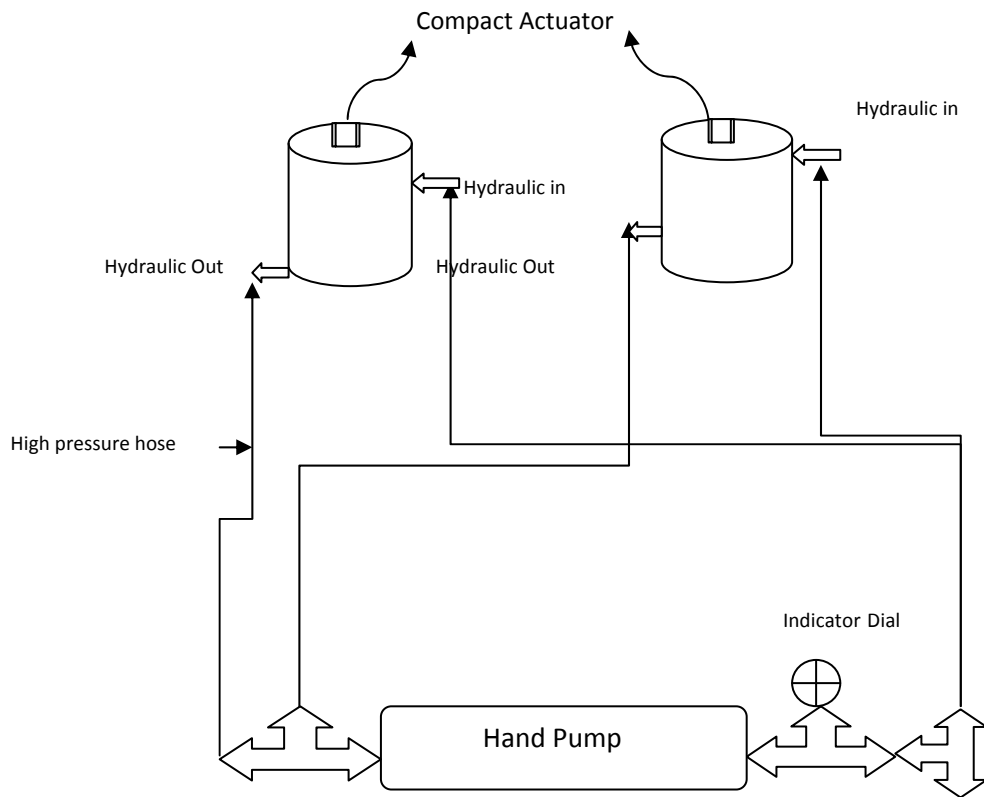 Compact Actuator
Hydraulic in
Hydraulic in
Hydraulic Out
Hydraulic Out
High pressure hose
Indicator Dial
Hand Pump